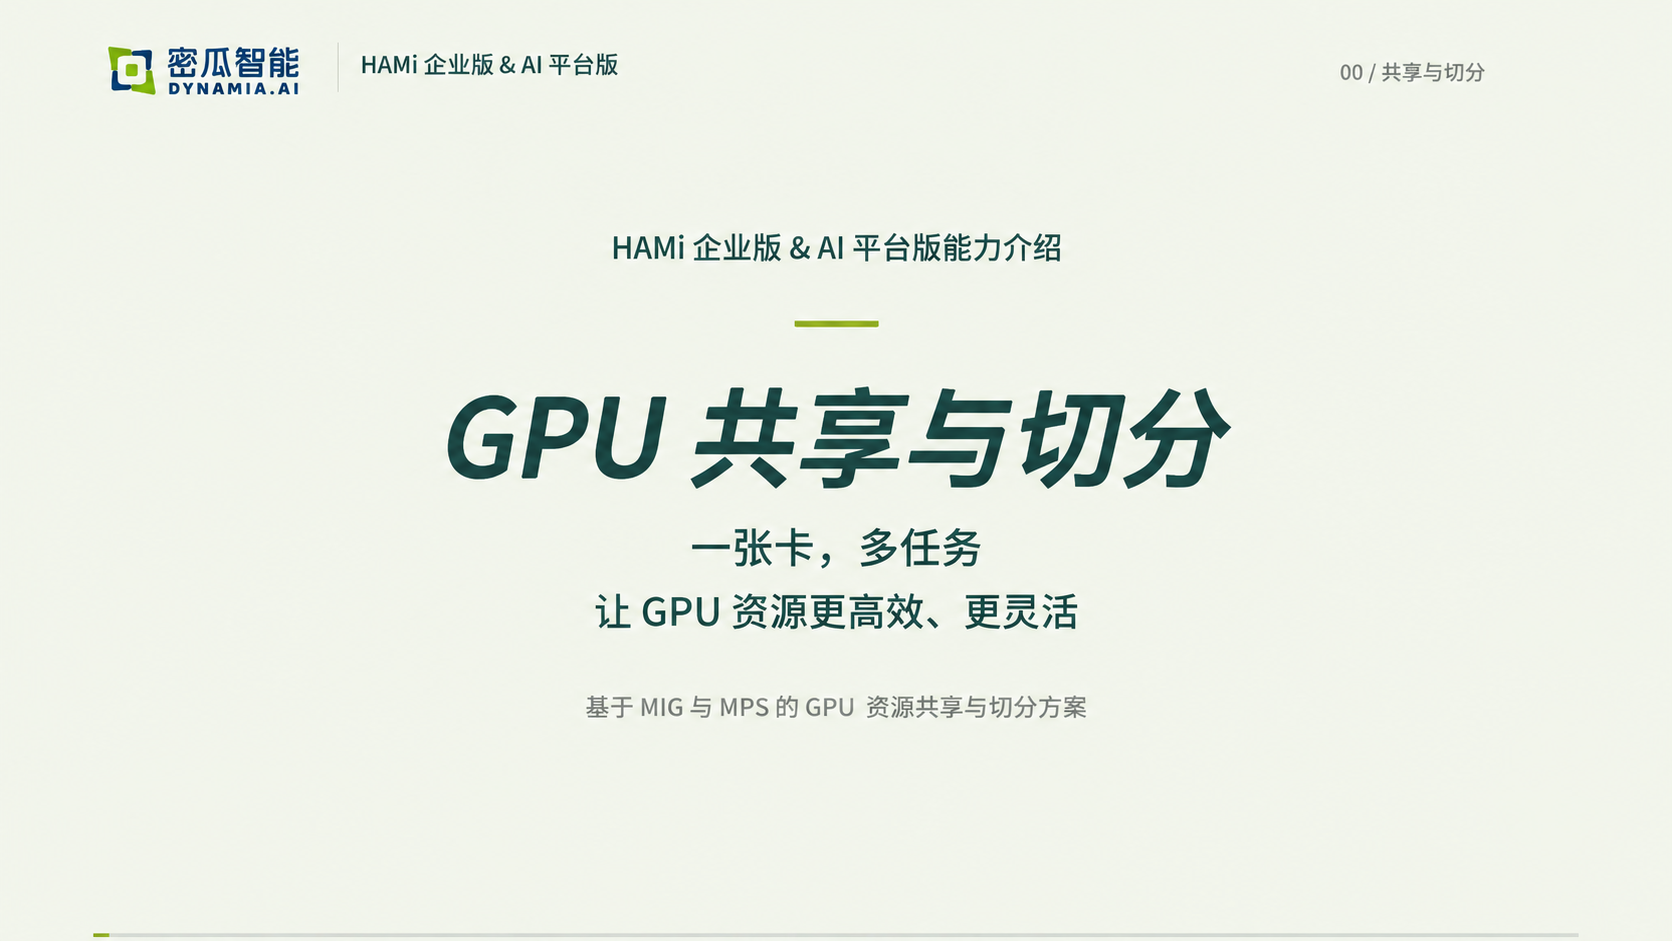 密瓜智能
DYNAMIA.AI
HAMi 企业版 & AI 平台版
00 / 共享与切分
HAMi 企业版 & AI 平台版能力介绍
GPU 共享与切分
一张卡，多任务
让 GPU 资源更高效、更灵活
基于 MIG 与 MPS 的 GPU 资源共享与切分方案